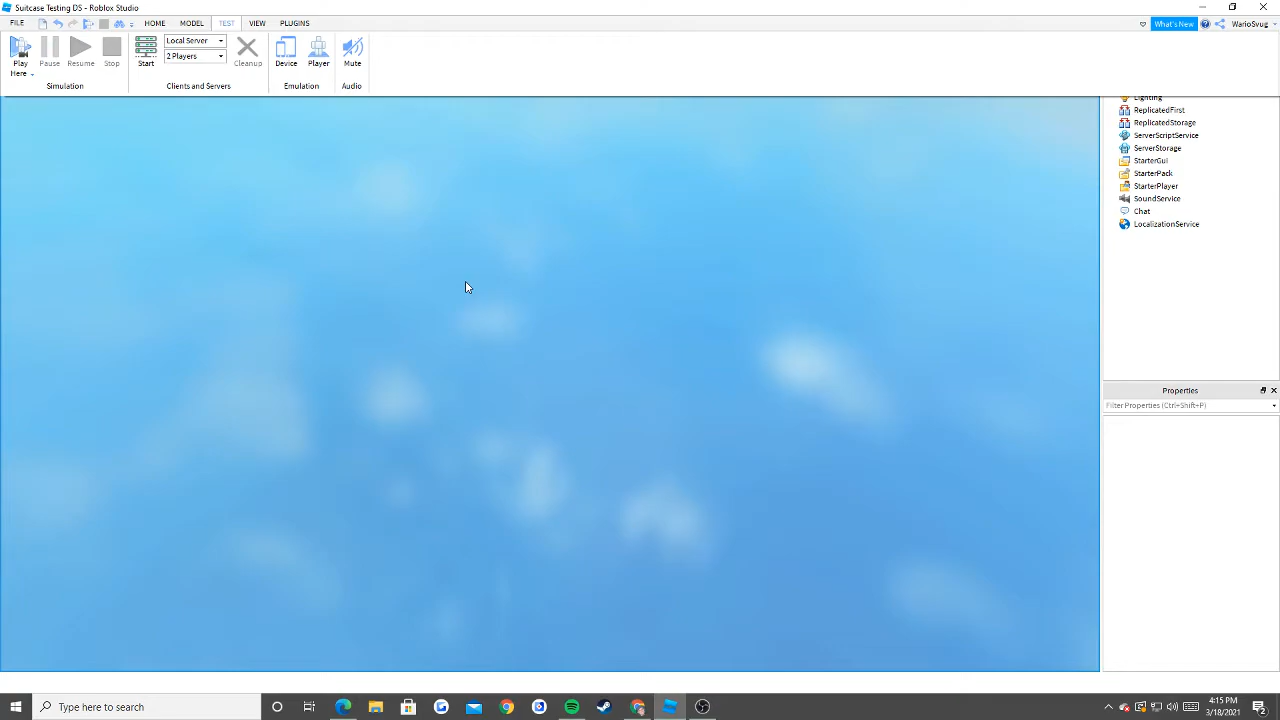 Suitcase Testing DS - Roblox Studio
FILE HOME MODEL TEST VIEW PLUGINS What's New WarioSvug
Play Here Pause Resume Stop
Simulation
Start Local Server
2 Players
Cleanup
Clients and Servers
Device Player
Emulation
Mute
Audio
Lighting
ReplicatedFirst
ReplicatedStorage
ServerScriptService
ServerStorage
StarterGui
StarterPack
StarterPlayer
SoundService
Chat
LocalizationService
Properties
Filter Properties (Ctrl+Shift+P)
Type here to search
4:15 PM
3/18/2021
2